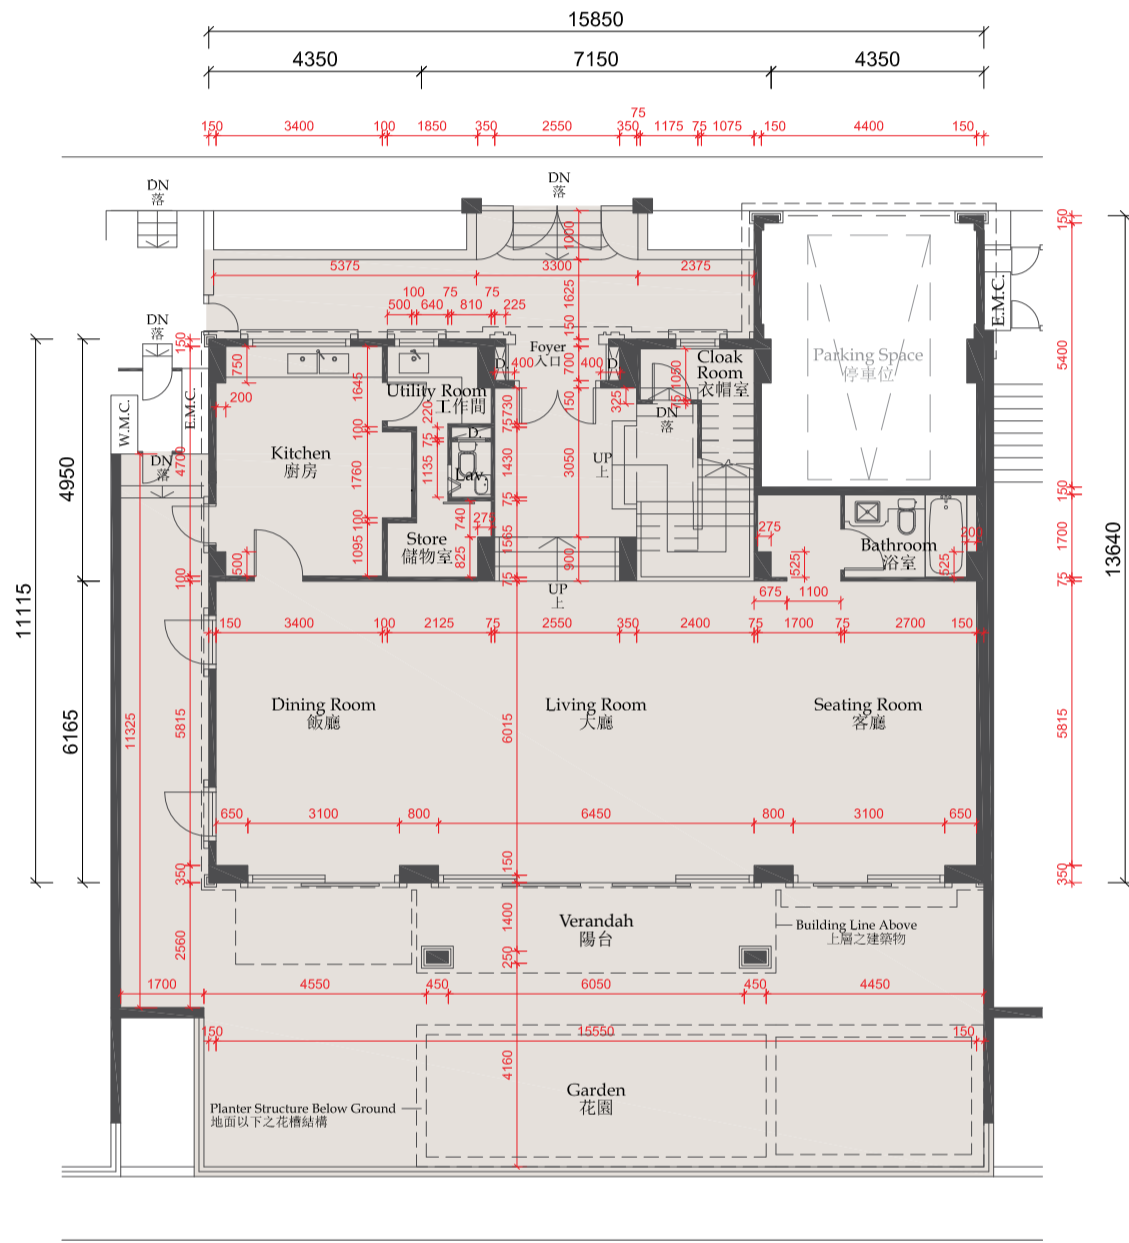 15850
4350 7150 4350
75
150 3400 100 1850 350 2550 350 1175 75 1075 150 4400 150
DN
落
DN
落
1000
150
5375 3300 2375
E.M.C.
100 75 75
500 640 810 225
1625
DN
落
150
150
Foyer
入口
Cloak
Room
衣帽室
Parking Space
停車位
5400
750
1645
D
400
700
400
D
1050
75
200
Utility Room
工作間
W.M.C.
E.M.C.
220
730
75
150
325
DN
落
Kitchen
廚房
100
75
D
4700
DN
落
1135
Lav.
1430
3050
UP
上
4950
1760
75
150
11115
13640
100
740
275
275
200
1700
Store
儲物室
1565
Bathroom
浴室
500
1095
825
900
525
525
100
75
75
UP
上
675 1100
150 3400 100 2125 75 2550 350 2400 75 1700 75 2700 150
Dining Room
飯廳
Living Room
大廳
Seating Room
客廳
6165
11325
5815
6015
5815
650 3100 800 6450 800 3100 650
350
150
350
Verandah
陽台
Building Line Above
上層之建築物
1400
2560
250
1700 4550 450 6050 450 4450
150 15550 150
4160
Garden
花園
Planter Structure Below Ground
地面以下之花槽結構